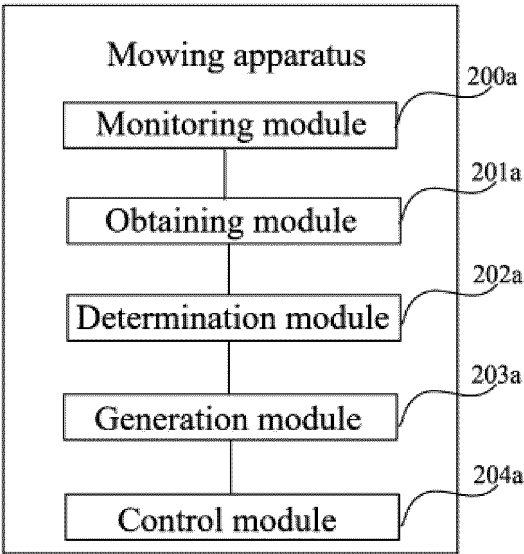 Mowing apparatus
200a
Monitoring module
201a
Obtaining module
202a
Determination module
203a
Generation module
204a
Control module